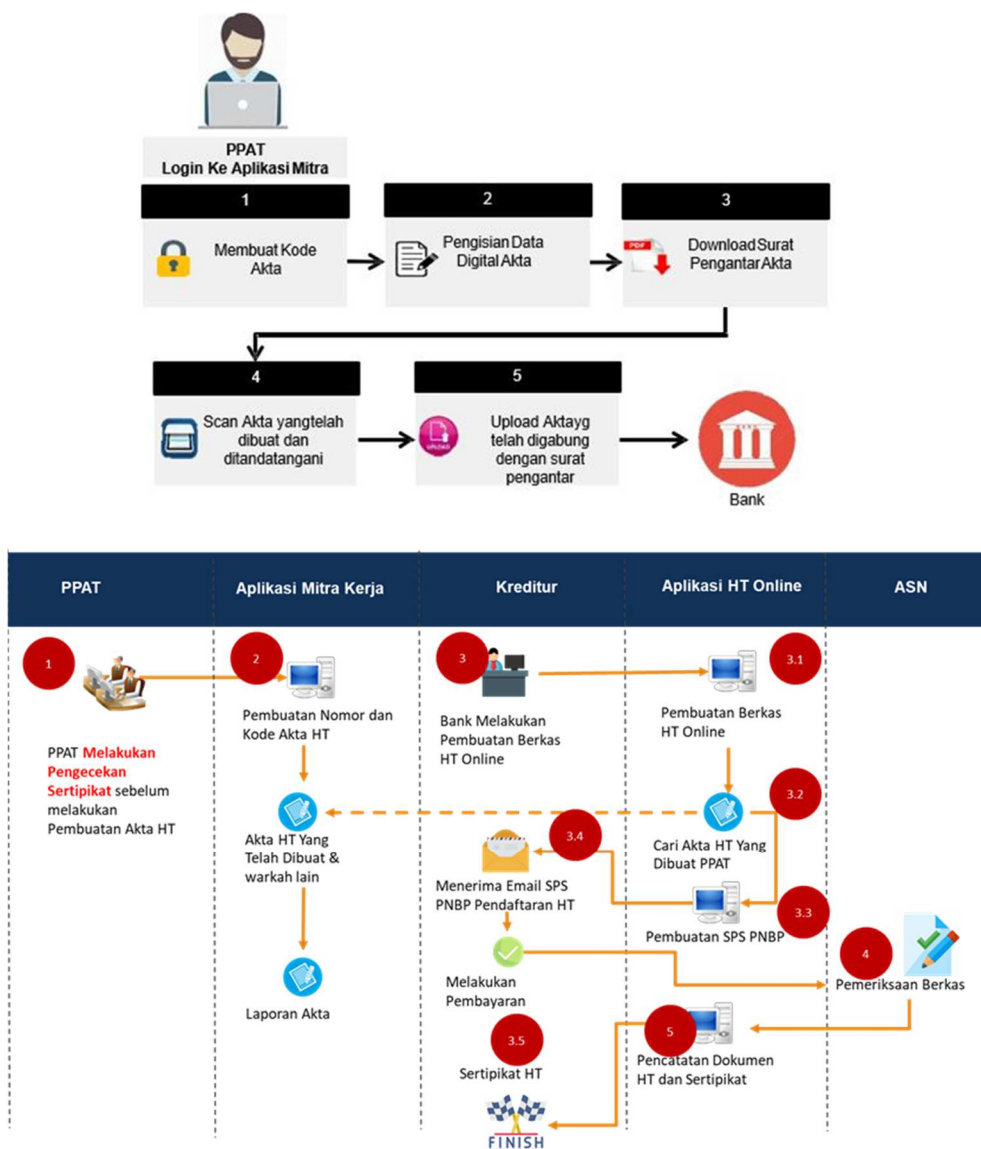 PPAT
Login Ke Aplikasi Mitra
1
Membuat Kode
Akta
2
Pengisian Data
Digital Akta
3
PDF
Download Surat
Pengantar Akta
4
Scan Akta yangtelah
dibuat dan
ditandatangani
5
UPLOAD
Upload Aktayg
telah digabung
dengan surat
pengantar
Bank
PPAT
Aplikasi Mitra Kerja
Kreditur
Aplikasi HT Online
ASN
1
PPAT Melakukan
Pengecekan
Sertipikat sebelum
melakukan
Pembuatan Akta HT
2
Pembuatan Nomor dan
Kode Akta HT
Akta HT Yang
Telah Dibuat &
warkah lain
Laporan Akta
3
Bank Melakukan
Pembuatan Berkas
HT Online
3.1
Pembuatan Berkas
HT Online
3.2
Cari Akta HT Yang
Dibuat PPAT
3.3
Pembuatan SPS PNBP
3.4
Menerima Email SPS
PNBP Pendaftaran HT
Melakukan
Pembayaran
4
Pemeriksaan Berkas
5
Pencatatan Dokumen
HT dan Sertipikat
3.5
Sertipikat HT
FINISH